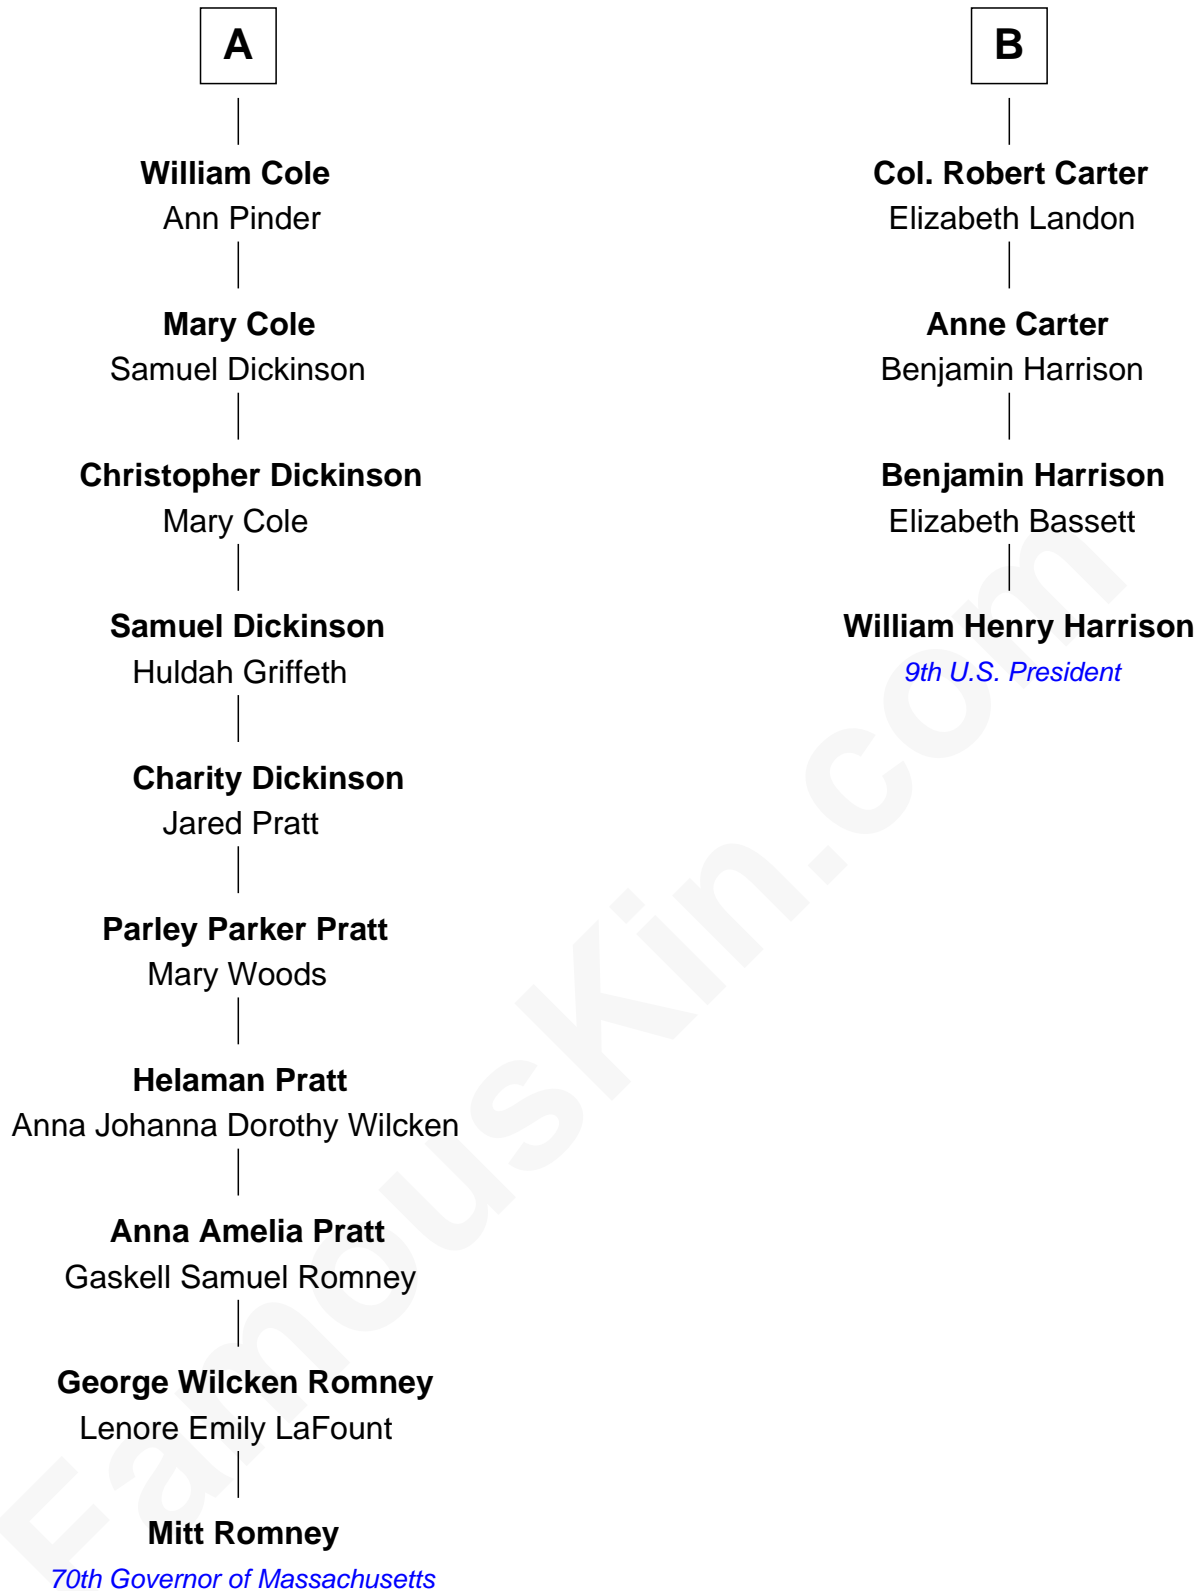 A
William Cole
Ann Pinder
Mary Cole
Samuel Dickinson
Christopher Dickinson
Mary Cole
Samuel Dickinson
Huldah Griffeth
Charity Dickinson
Jared Pratt
Parley Parker Pratt
Mary Woods
Helaman Pratt
Anna Johanna Dorothy Wilcken
Anna Amelia Pratt
Gaskell Samuel Romney
George Wilcken Romney
Lenore Emily LaFount
Mitt Romney
70th Governor of Massachusetts
B
Col. Robert Carter
Elizabeth Landon
Anne Carter
Benjamin Harrison
Benjamin Harrison
Elizabeth Bassett
William Henry Harrison
9th U.S. President
FamousKin.com